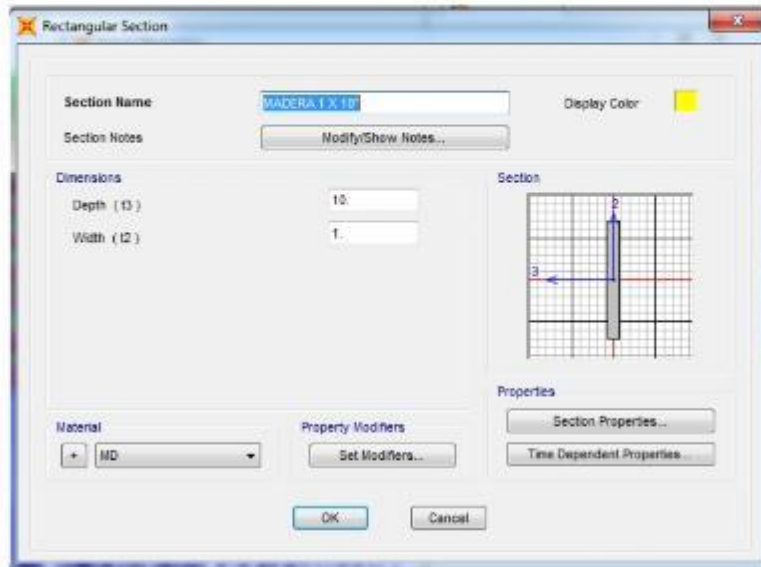 Rectangular Section
Section Name
MADERA 1 X 10"
Display Color
Section Notes
Modify/Show Notes...
Dimensions
Depth ( t3 )
10.
Width ( t2 )
1.
Section
2
3
Properties
Section Properties...
Time Dependent Properties...
Material
+
MD
Property Modifiers
Set Modifiers...
OK
Cancel